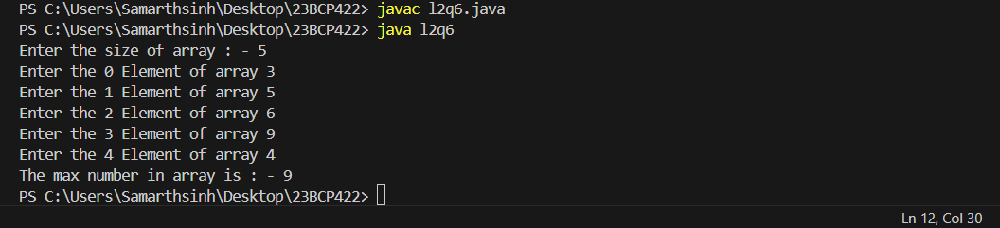 PS C:\Users\Samarthsinh\Desktop\23BCP422> javac l2q6.java
PS C:\Users\Samarthsinh\Desktop\23BCP422> java l2q6
Enter the size of array : - 5
Enter the 0 Element of array 3
Enter the 1 Element of array 5
Enter the 2 Element of array 6
Enter the 3 Element of array 9
Enter the 4 Element of array 4
The max number in array is : - 9
PS C:\Users\Samarthsinh\Desktop\23BCP422>
Ln 12, Col 30